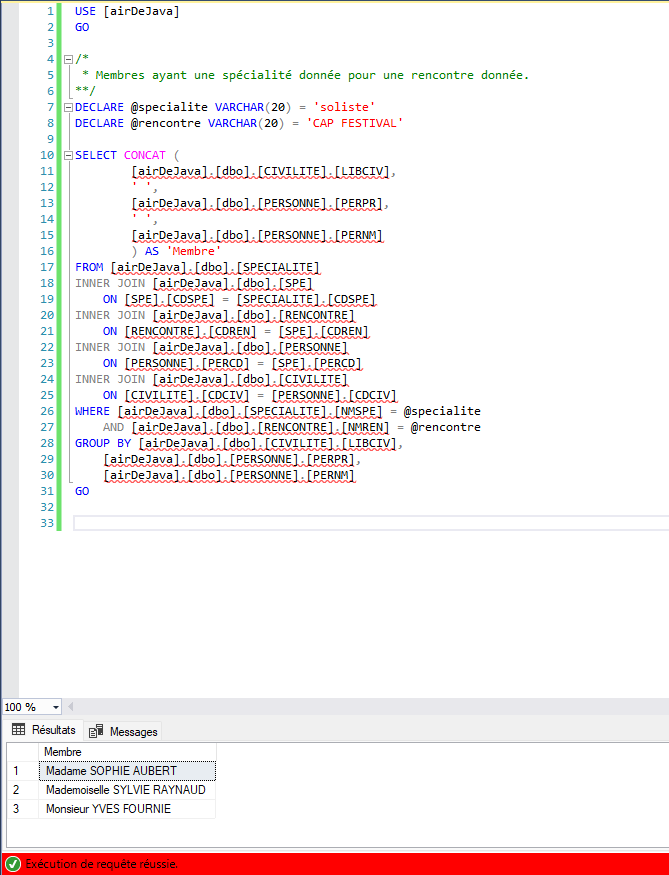 1 USE [airDeJava]
2 GO
3
4 /*
5  * Membres ayant une spécialité donnée pour une rencontre donnée.
6 **/
7 DECLARE @specialite VARCHAR(20) = 'soliste'
8 DECLARE @rencontre VARCHAR(20) = 'CAP FESTIVAL'
9
10 SELECT CONCAT (
11         [airDeJava].[dbo].[CIVILITE].[LIBCIV],
12         ' ',
13         [airDeJava].[dbo].[PERSONNE].[PERPR],
14         ' ',
15         [airDeJava].[dbo].[PERSONNE].[PERNM]
16         ) AS 'Membre'
17 FROM [airDeJava].[dbo].[SPECIALITE]
18 INNER JOIN [airDeJava].[dbo].[SPE]
19     ON [SPE].[CDSPE] = [SPECIALITE].[CDSPE]
20 INNER JOIN [airDeJava].[dbo].[RENCONTRE]
21     ON [RENCONTRE].[CDREN] = [SPE].[CDREN]
22 INNER JOIN [airDeJava].[dbo].[PERSONNE]
23     ON [PERSONNE].[PERCD] = [SPE].[PERCD]
24 INNER JOIN [airDeJava].[dbo].[CIVILITE]
25     ON [CIVILITE].[CDCIV] = [PERSONNE].[CDCIV]
26 WHERE [airDeJava].[dbo].[SPECIALITE].[NMSPE] = @specialite
27     AND [airDeJava].[dbo].[RENCONTRE].[NMREN] = @rencontre
28 GROUP BY [airDeJava].[dbo].[CIVILITE].[LIBCIV],
29     [airDeJava].[dbo].[PERSONNE].[PERPR],
30     [airDeJava].[dbo].[PERSONNE].[PERNM]
31 GO
32
33
100 %
Résultats Messages
Membre
1 Madame SOPHIE AUBERT
2 Mademoiselle SYLVIE RAYNAUD
3 Monsieur YVES FOURNIE
Exécution de requête réussie.